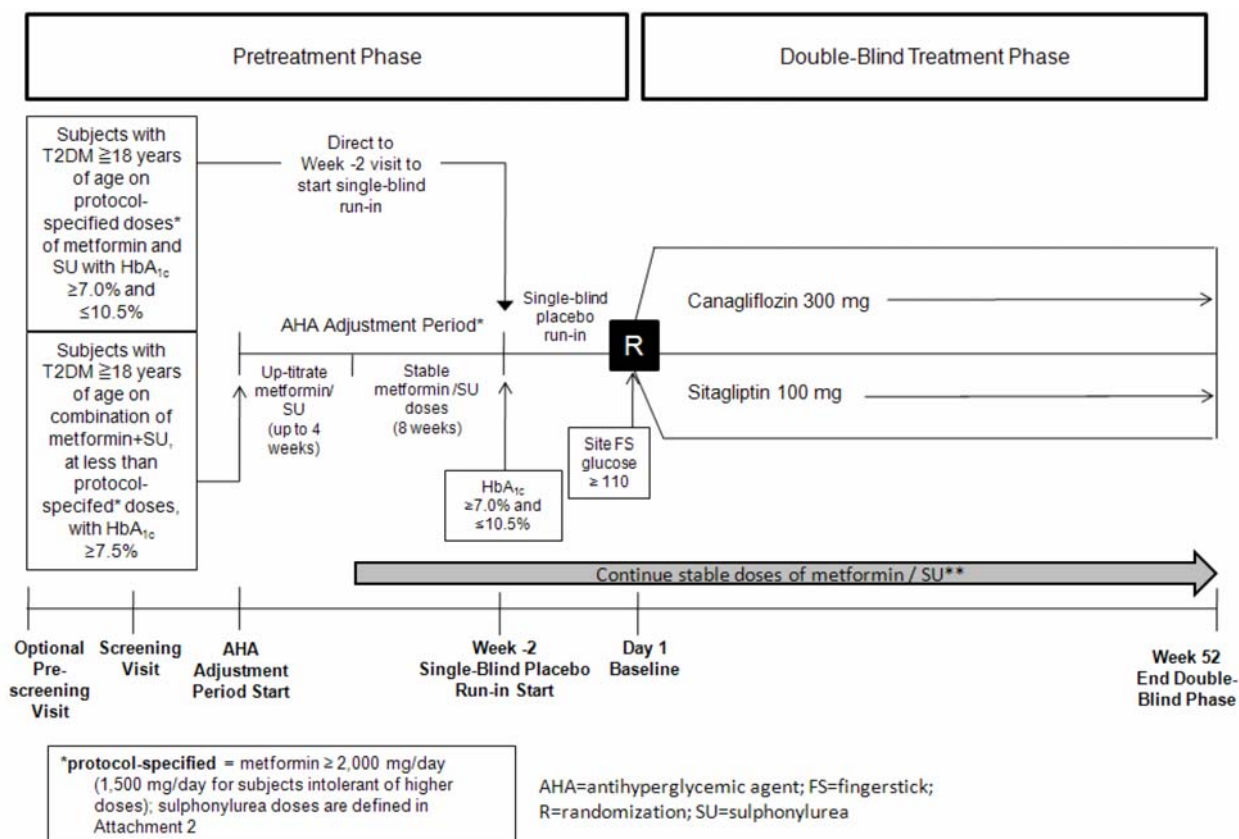 Pretreatment Phase
Double-Blind Treatment Phase
Subjects with
T2DM ≧18 years
of age on
protocol-
specified doses*
of metformin and
SU with HbA1c
≥7.0% and
≤10.5%
Direct to
Week -2 visit to
start single-blind
run-in
Subjects with
T2DM ≧18 years
of age on
combination of
metformin+SU,
at less than
protocol-
specifed* doses,
with HbA1c
≥7.5%
AHA Adjustment Period*
Up-titrate
metformin/
SU
(up to 4
weeks)
Stable
metformin /SU
doses
(8 weeks)
Single-blind
placebo
run-in
HbA1c
≥7.0% and
≤10.5%
R
Site FS
glucose
≥ 110
Canagliflozin 300 mg
Sitagliptin 100 mg
Continue stable doses of metformin / SU**
Optional
Pre-
screening
Visit
Screening
Visit
AHA
Adjustment
Period Start
Week -2
Single-Blind Placebo
Run-in Start
Day 1
Baseline
Week 52
End Double-
Blind Phase
*protocol-specified = metformin ≥ 2,000 mg/day
(1,500 mg/day for subjects intolerant of higher
doses); sulphonylurea doses are defined in
Attachment 2
AHA=antihyperglycemic agent; FS=fingerstick;
R=randomization; SU=sulphonylurea